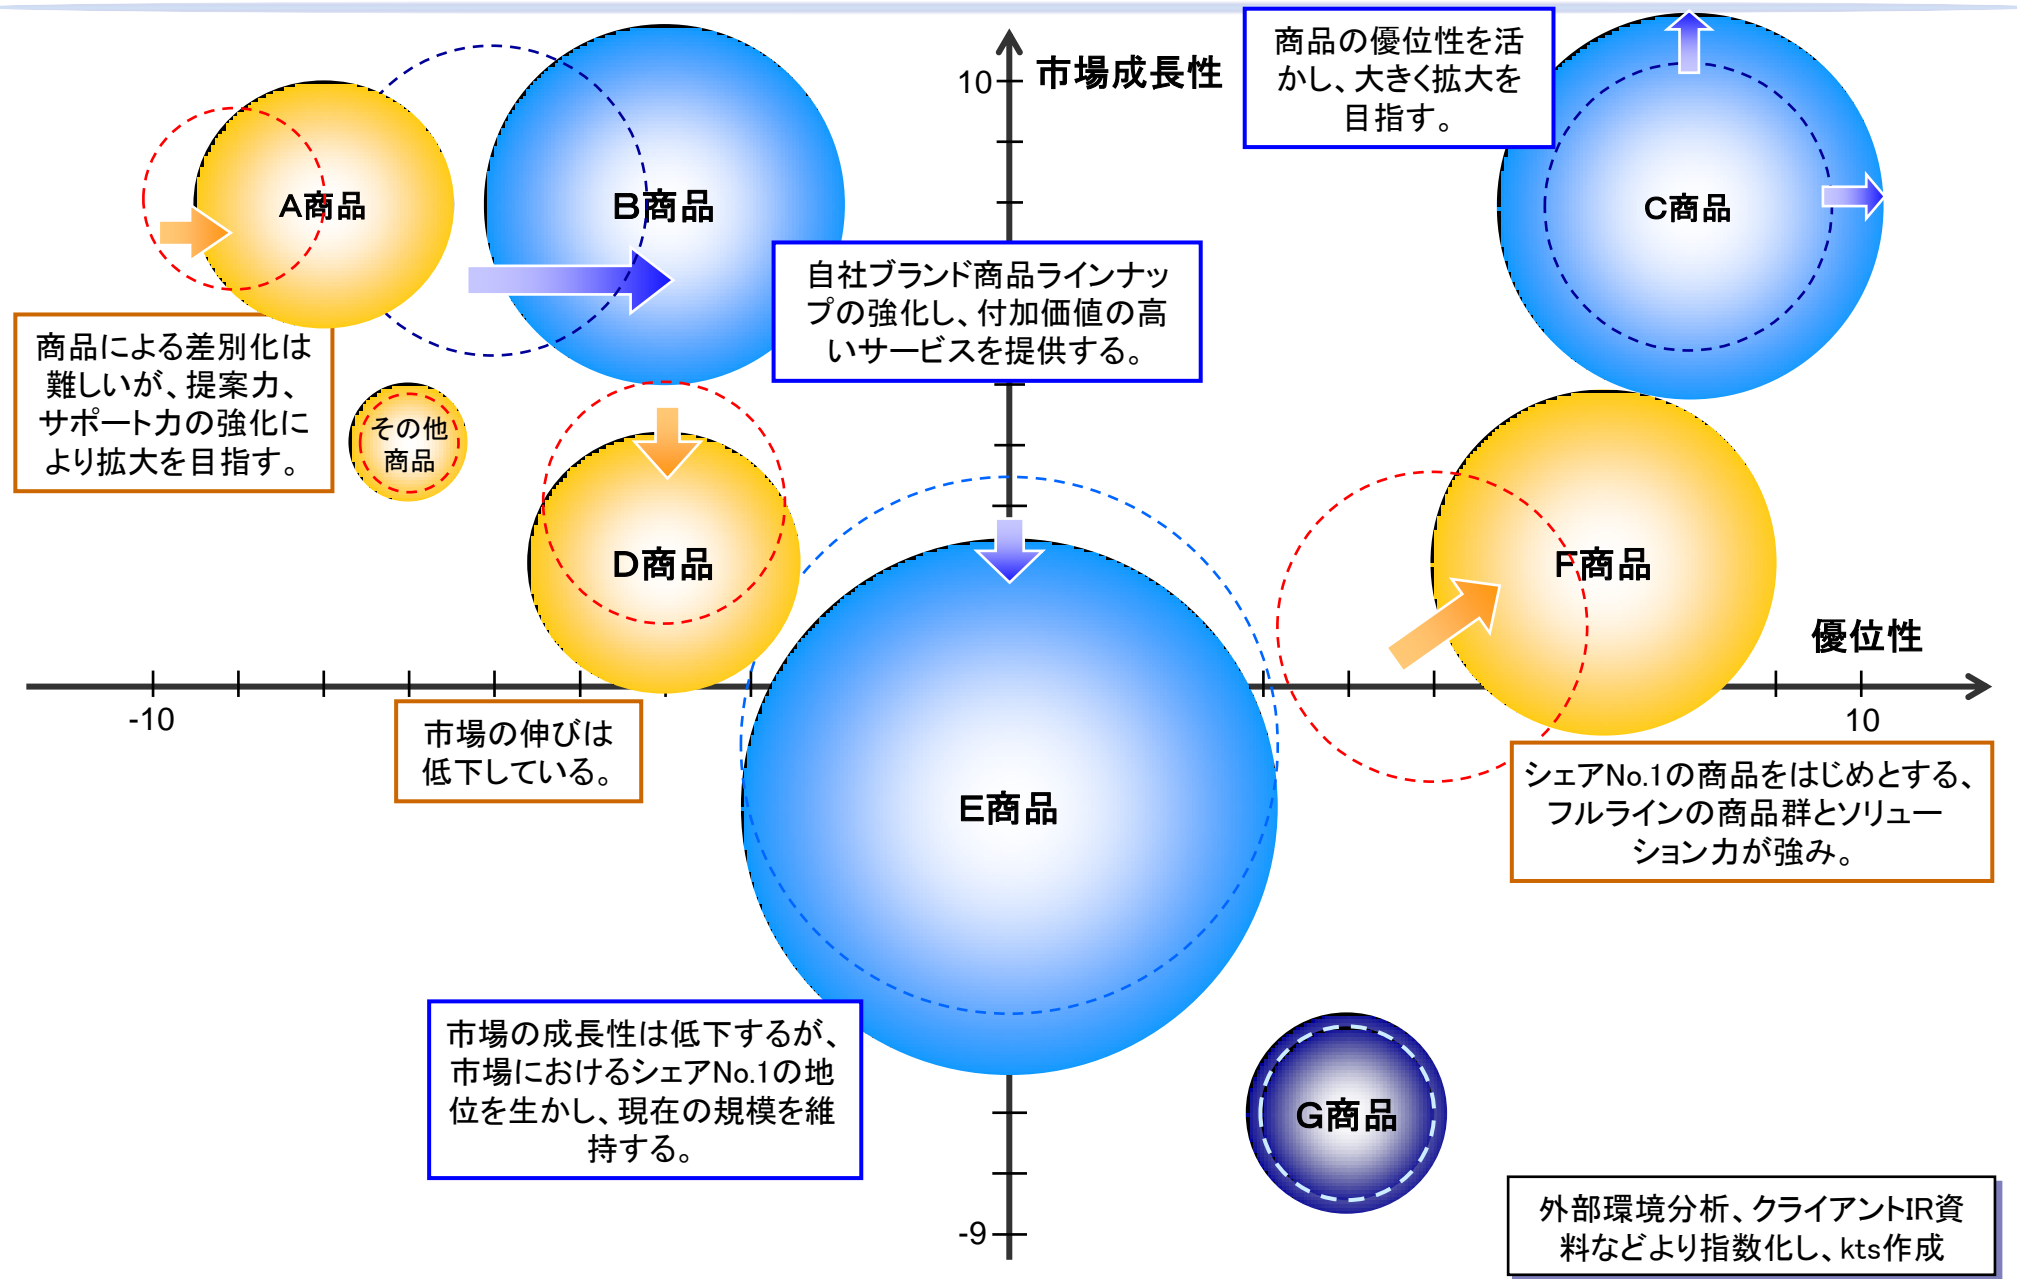 商品の優位性を活
かし、大きく拡大を
目指す。
市場成長性
10
A商品
B商品
C商品
自社ブランド商品ラインナッ
プの強化し、付加価値の高
いサービスを提供する。
商品による差別化は
難しいが、提案力、
サポート力の強化に
より拡大を目指す。
その他
商品
D商品
F商品
優位性
-10
10
市場の伸びは
低下している。
E商品
シェアNo.1の商品をはじめとする、
フルラインの商品群とソリュー
ション力が強み。
市場の成長性は低下するが、
市場におけるシェアNo.1の地
位を生かし、現在の規模を維
持する。
G商品
-9
外部環境分析、クライアントIR資
料などより指数化し、kts作成